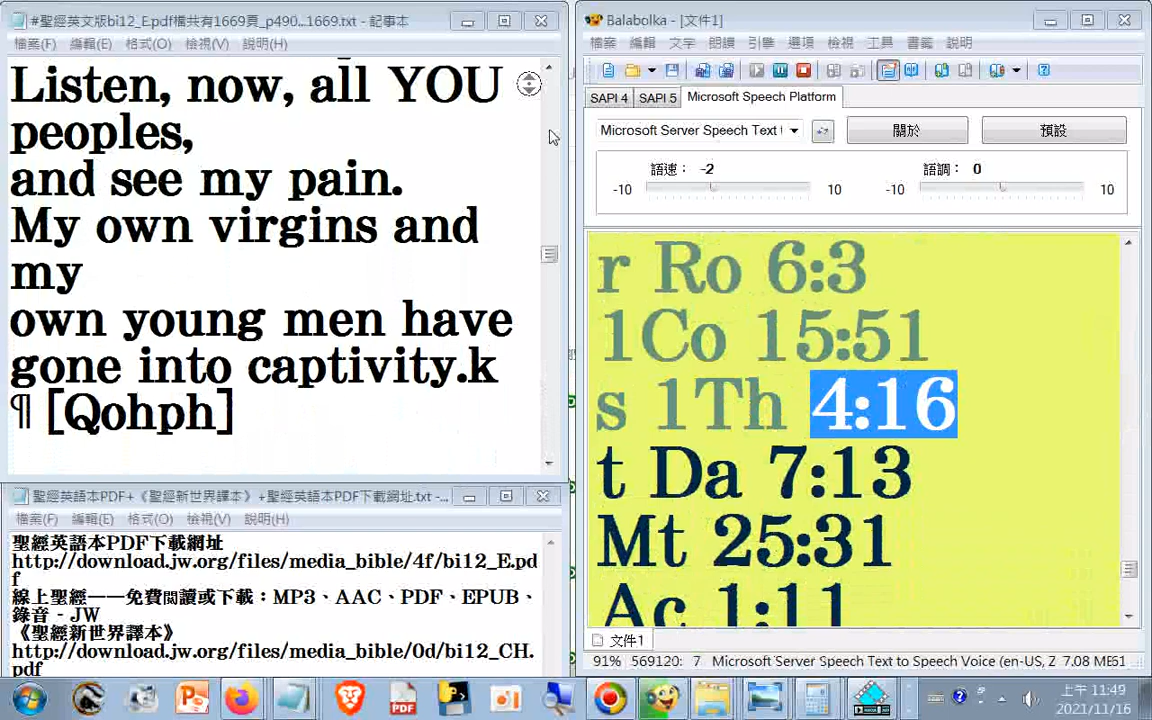 #聖經英文版bi12_E.pdf檔共有1669頁_p490...1669.txt - 記事本
檔案(F) 編輯(E) 格式(O) 檢視(V) 說明(H)
Listen, now, all YOU
peoples,
and see my pain.
My own virgins and
my
own young men have
gone into captivity.k
¶ [Qohph]
聖經英語本PDF+《聖經新世界譯本》+聖經英語本PDF下載網址.txt -...
檔案(F) 編輯(E) 格式(O) 檢視(V) 說明(H)
聖經英語本PDF下載網址
http://download.jw.org/files/media_bible/4f/bi12_E.pd
f
線上聖經——免費閱讀或下載：MP3、AAC、PDF、EPUB、
錄音 - JW
《聖經新世界譯本》
http://download.jw.org/files/media_bible/0d/bi12_CH.
pdf
Balabolka - [文件1]
檔案 編輯 文字 朗讀 引擎 選項 檢視 工具 書籤 說明
SAPI 4 SAPI 5 Microsoft Speech Platform
Microsoft Server Speech Text 關於 預設
語速： -2 語調： 0
-10 10 -10 10
r Ro 6:3
1Co 15:51
s 1Th 4:16
t Da 7:13
Mt 25:31
Ac 1:11
文件1
91% 569120: 7 Microsoft Server Speech Text to Speech Voice (en-US, Z 7.08 ME51
PDF
上午 11:49
2021/11/16